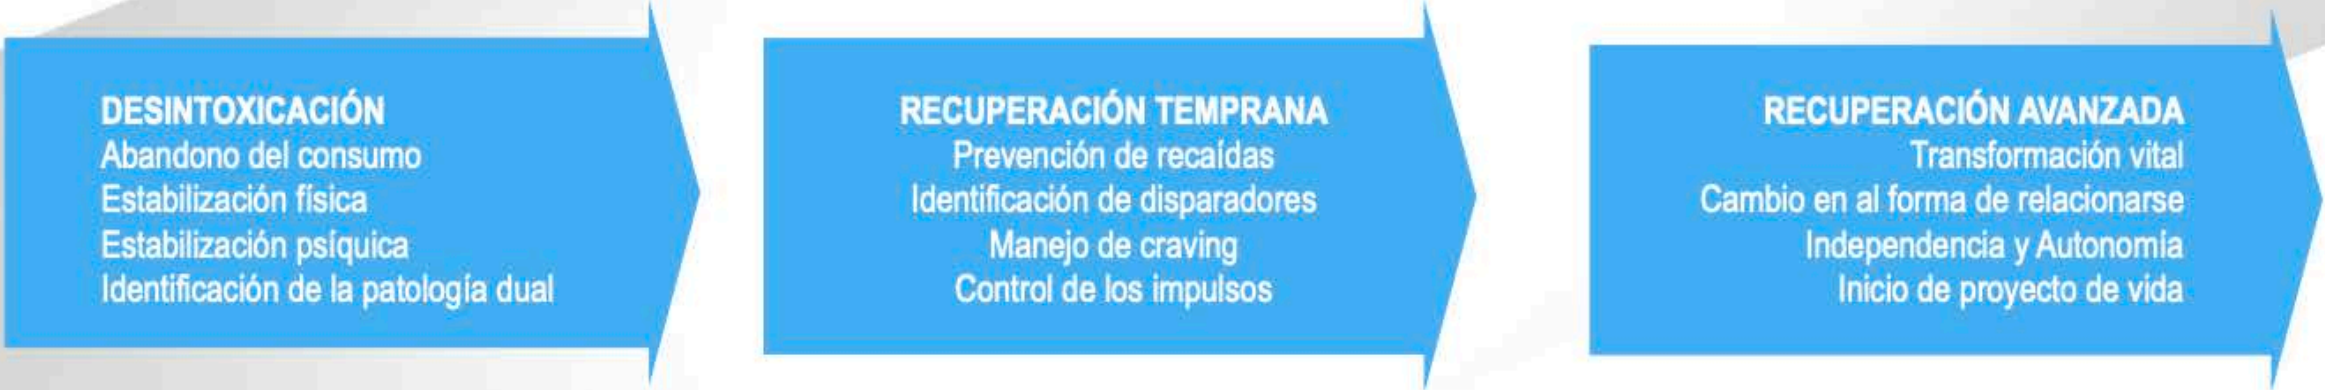 DESINTOXICACIÓN
Abandono del consumo
Estabilización física
Estabilización psíquica
Identificación de la patología dual
RECUPERACIÓN TEMPRANA
Prevención de recaídas
Identificación de disparadores
Manejo de craving
Control de los impulsos
RECUPERACIÓN AVANZADA
Transformación vital
Cambio en al forma de relacionarse
Independencia y Autonomía
Inicio de proyecto de vida